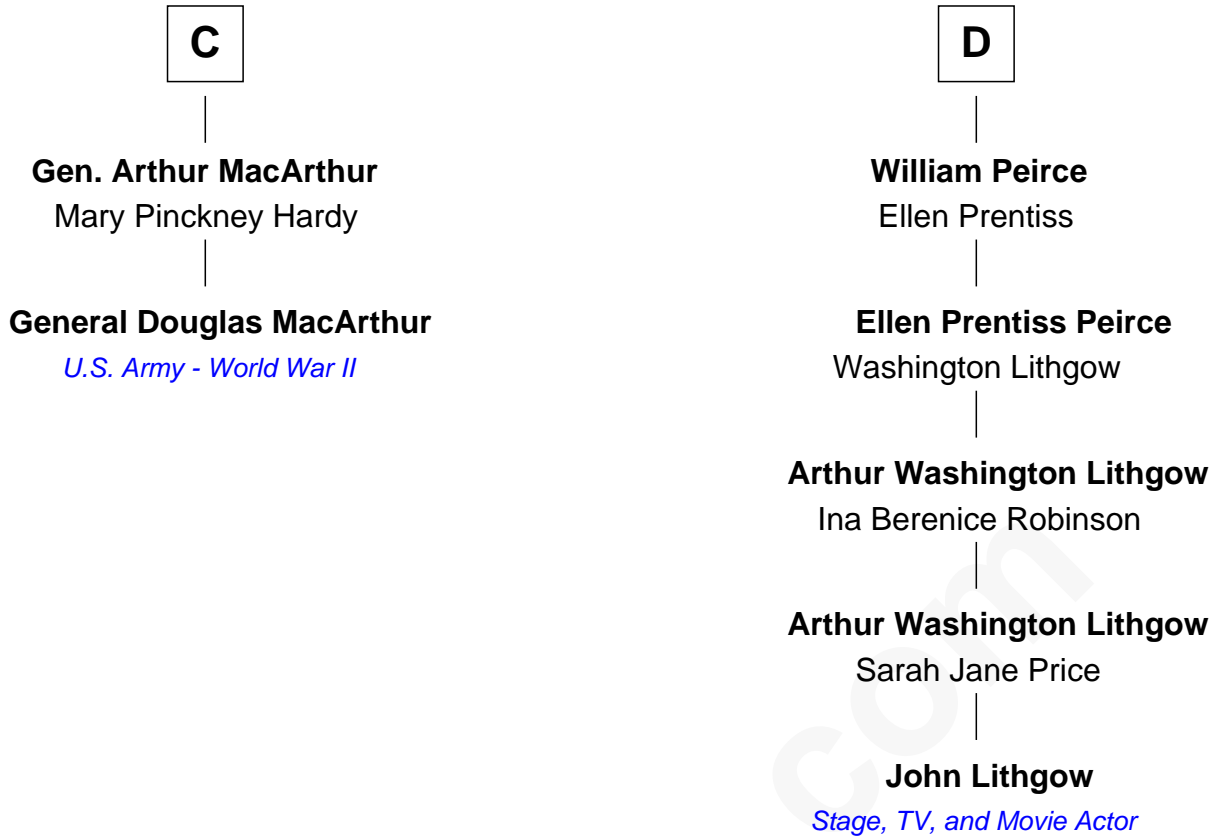 C
Gen. Arthur MacArthur
Mary Pinckney Hardy
General Douglas MacArthur
U.S. Army - World War II
D
William Peirce
Ellen Prentiss
Ellen Prentiss Peirce
Washington Lithgow
Arthur Washington Lithgow
Ina Berenice Robinson
Arthur Washington Lithgow
Sarah Jane Price
John Lithgow
Stage, TV, and Movie Actor
com